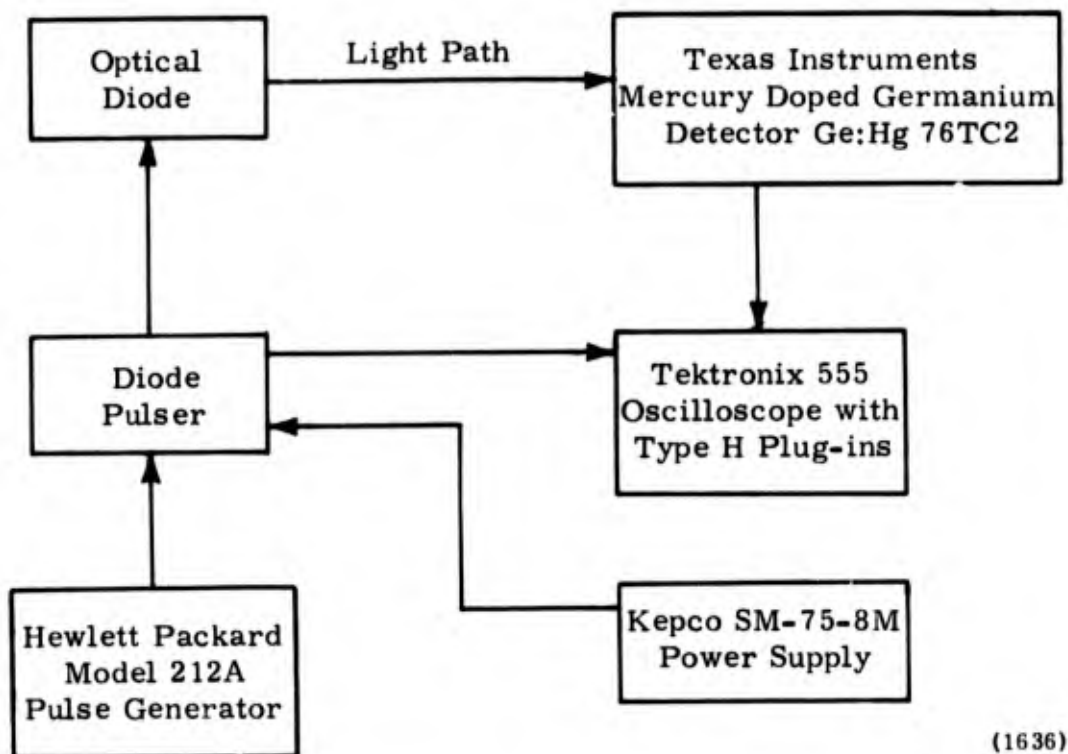 Optical
Diode
Light Path
Texas Instruments
Mercury Doped Germanium
Detector Ge:Hg 76TC2
Diode
Pulser
Tektronix 555
Oscilloscope with
Type H Plug-ins
Hewlett Packard
Model 212A
Pulse Generator
Kepco SM-75-8M
Power Supply
(1636)